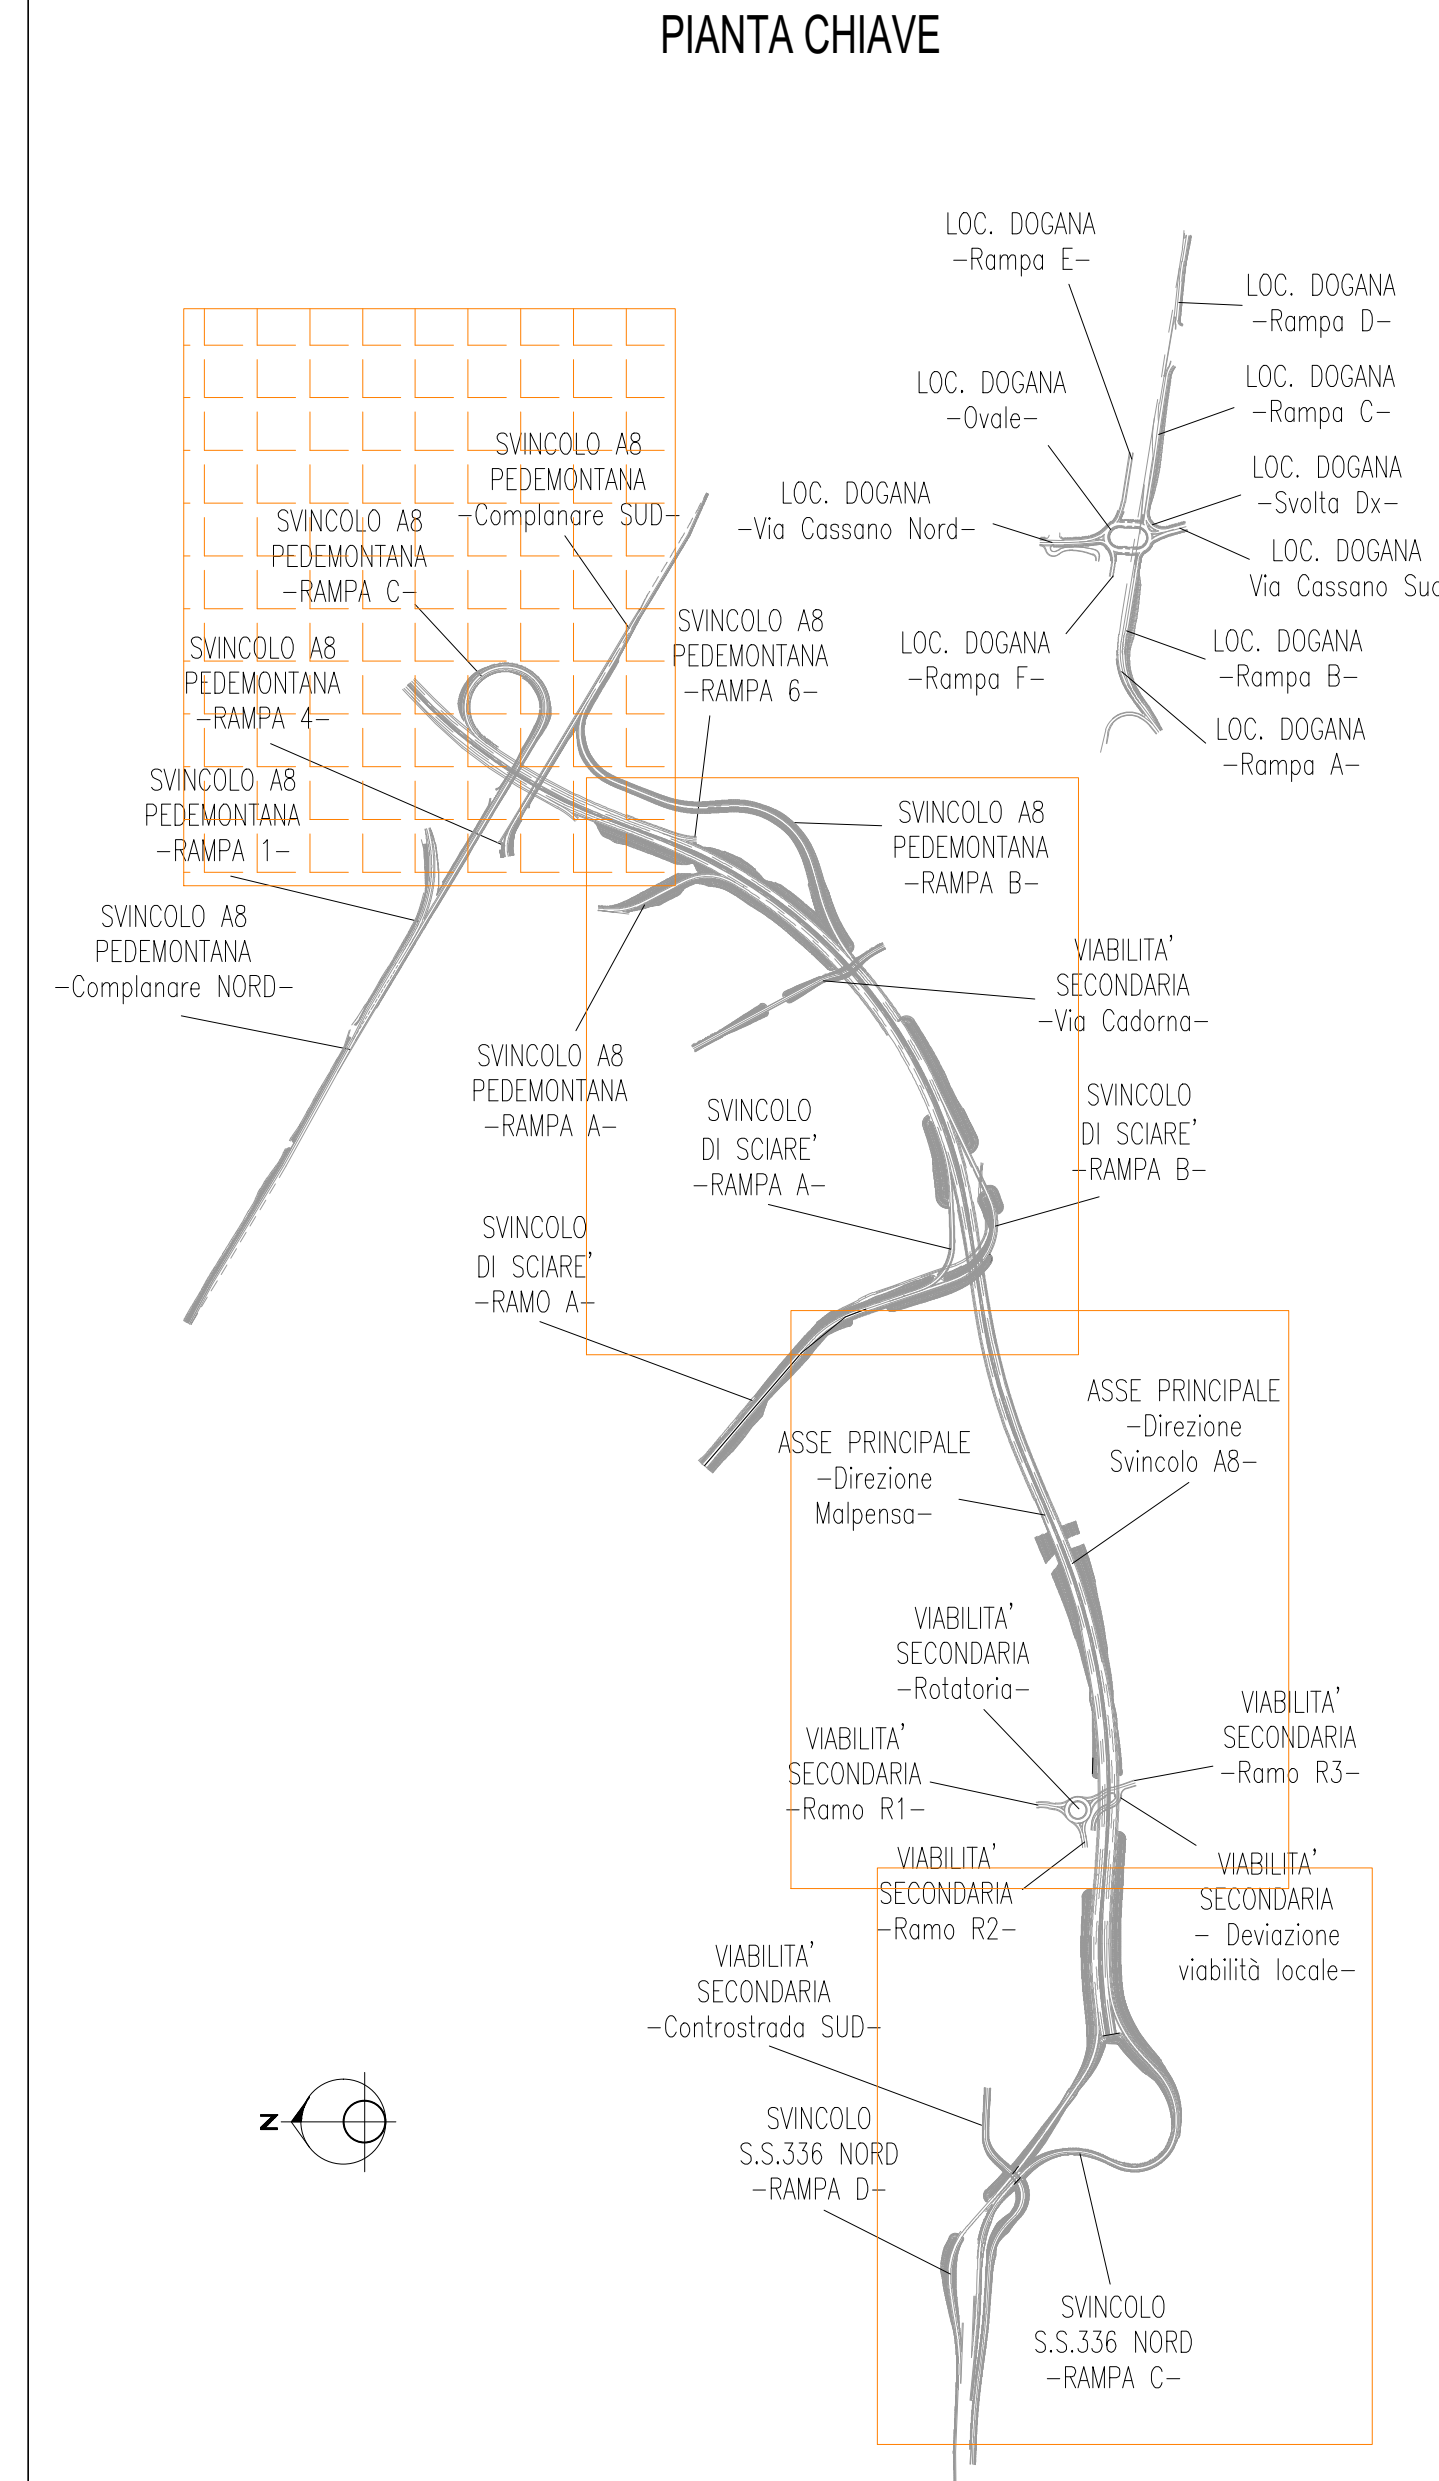 PIANTA CHIAVE
LOC. DOGANA
-Rampa E-
LOC. DOGANA
-Rampa D-
LOC. DOGANA
-Ovale-
LOC. DOGANA
-Rampa C-
SVINCOLO A8
PEDEMONTANA
-Complanare SUD-
LOC. DOGANA
-Via Cassano Nord-
LOC. DOGANA
-Svolta Dx-
SVINCOLO A8
PEDEMONTANA
-RAMPA C-
LOC. DOGANA
Via Cassano Sud
SVINCOLO A8
PEDEMONTANA
-RAMPA 4-
SVINCOLO A8
PEDEMONTANA
-RAMPA 6-
LOC. DOGANA
-Rampa F-
LOC. DOGANA
-Rampa B-
LOC. DOGANA
-Rampa A-
SVINCOLO A8
PEDEMONTANA
-RAMPA 1-
SVINCOLO A8
PEDEMONTANA
-RAMPA B-
SVINCOLO A8
PEDEMONTANA
-Complanare NORD-
VIABILITA'
SECONDARIA
-Via Cadorna-
SVINCOLO A8
PEDEMONTANA
-RAMPA A-
SVINCOLO
DI SCIARE'
-RAMPA A-
SVINCOLO
DI SCIARE'
-RAMPA B-
SVINCOLO
DI SCIARE'
-RAMO A-
ASSE PRINCIPALE
-Direzione
Svincolo A8-
ASSE PRINCIPALE
-Direzione
Malpensa-
VIABILITA'
SECONDARIA
-Rotatoria-
VIABILITA'
SECONDARIA
-Ramo R3-
VIABILITA'
SECONDARIA
-Ramo R1-
VIABILITA'
SECONDARIA
-Ramo R2-
VIABILITA'
SECONDARIA
- Deviazione
viabilità locale-
VIABILITA'
SECONDARIA
-Controstrada SUD-
N
SVINCOLO
S.S.336 NORD
-RAMPA D-
SVINCOLO
S.S.336 NORD
-RAMPA C-